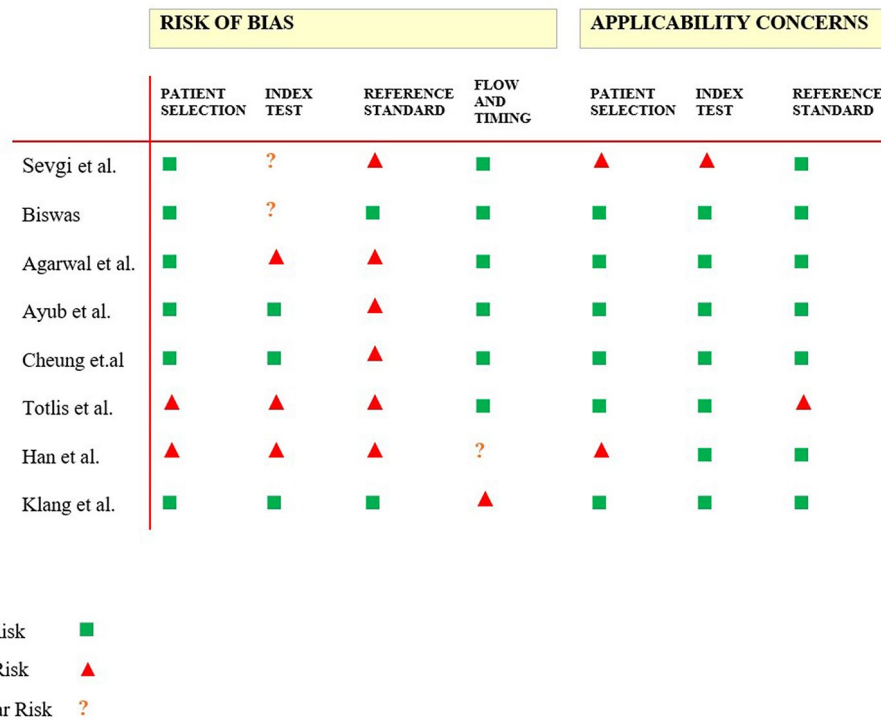 RISK OF BIAS APPLICABILITY CONCERNS
PATIENT SELECTION INDEX TEST REFERENCE STANDARD FLOW AND TIMING PATIENT SELECTION INDEX TEST REFERENCE STANDARD
Sevgi et al. ?
Biswas ?
Agarwal et al.
Ayub et al.
Cheung et.al
Totlis et al.
Han et al. ?
Klang et al.
Risk
Risk
Risk ?